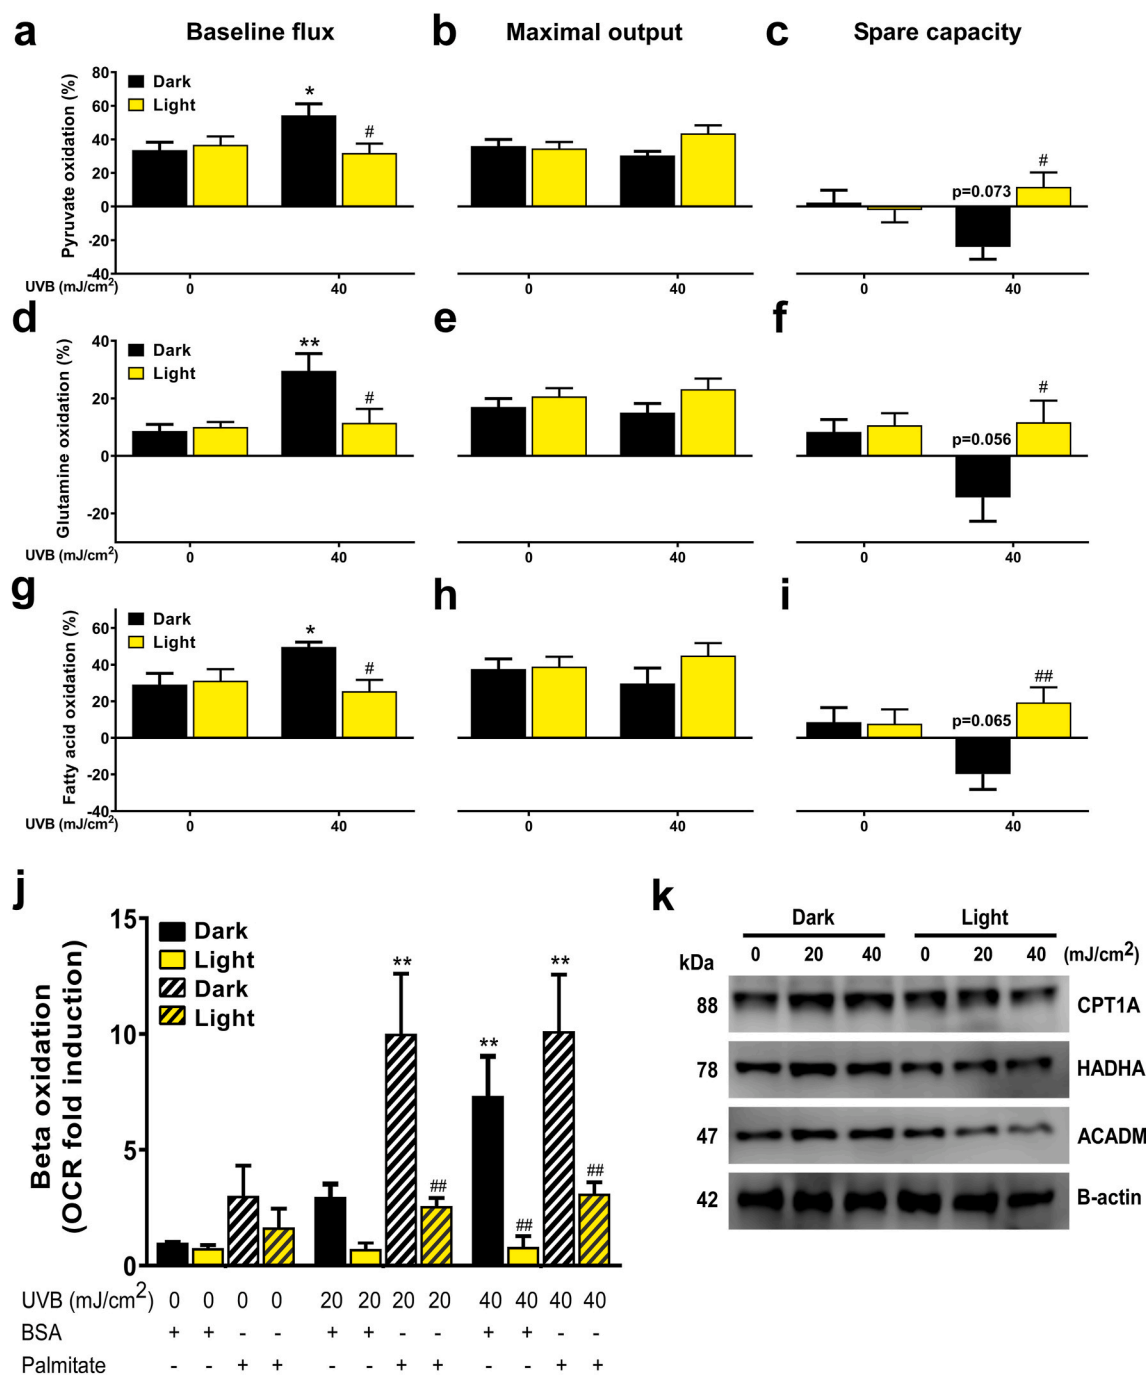 a Baseline flux b Maximal output c Spare capacity
Pyruvate oxidation (%)
80
60
40
20
0
-20
-40
Dark
Light
*
#
p=0.073
#
UVB (mJ/cm²) 0 40 0 40 0 40
d e f
Glutamine oxidation (%)
40
20
0
-20
Dark
Light
**
#
p=0.056
#
UVB (mJ/cm²) 0 40 0 40 0 40
g h i
Fatty acid oxidation (%)
60
40
20
0
-20
-40
Dark
Light
*
#
p=0.065
##
UVB (mJ/cm²) 0 40 0 40 0 40
j
Beta oxidation
(OCR fold induction)
15
10
5
0
Dark
Light
Dark
Light
**
##
**
##
**
##
UVB (mJ/cm²) 0 0 0 0 20 20 20 20 40 40 40 40
BSA + + - - + + - - + + - -
Palmitate - - + + - - + + - - + +
k
Dark Light
kDa 0 20 40 0 20 40 (mJ/cm²)
88 CPT1A
78 HADHA
47 ACADM
42 B-actin